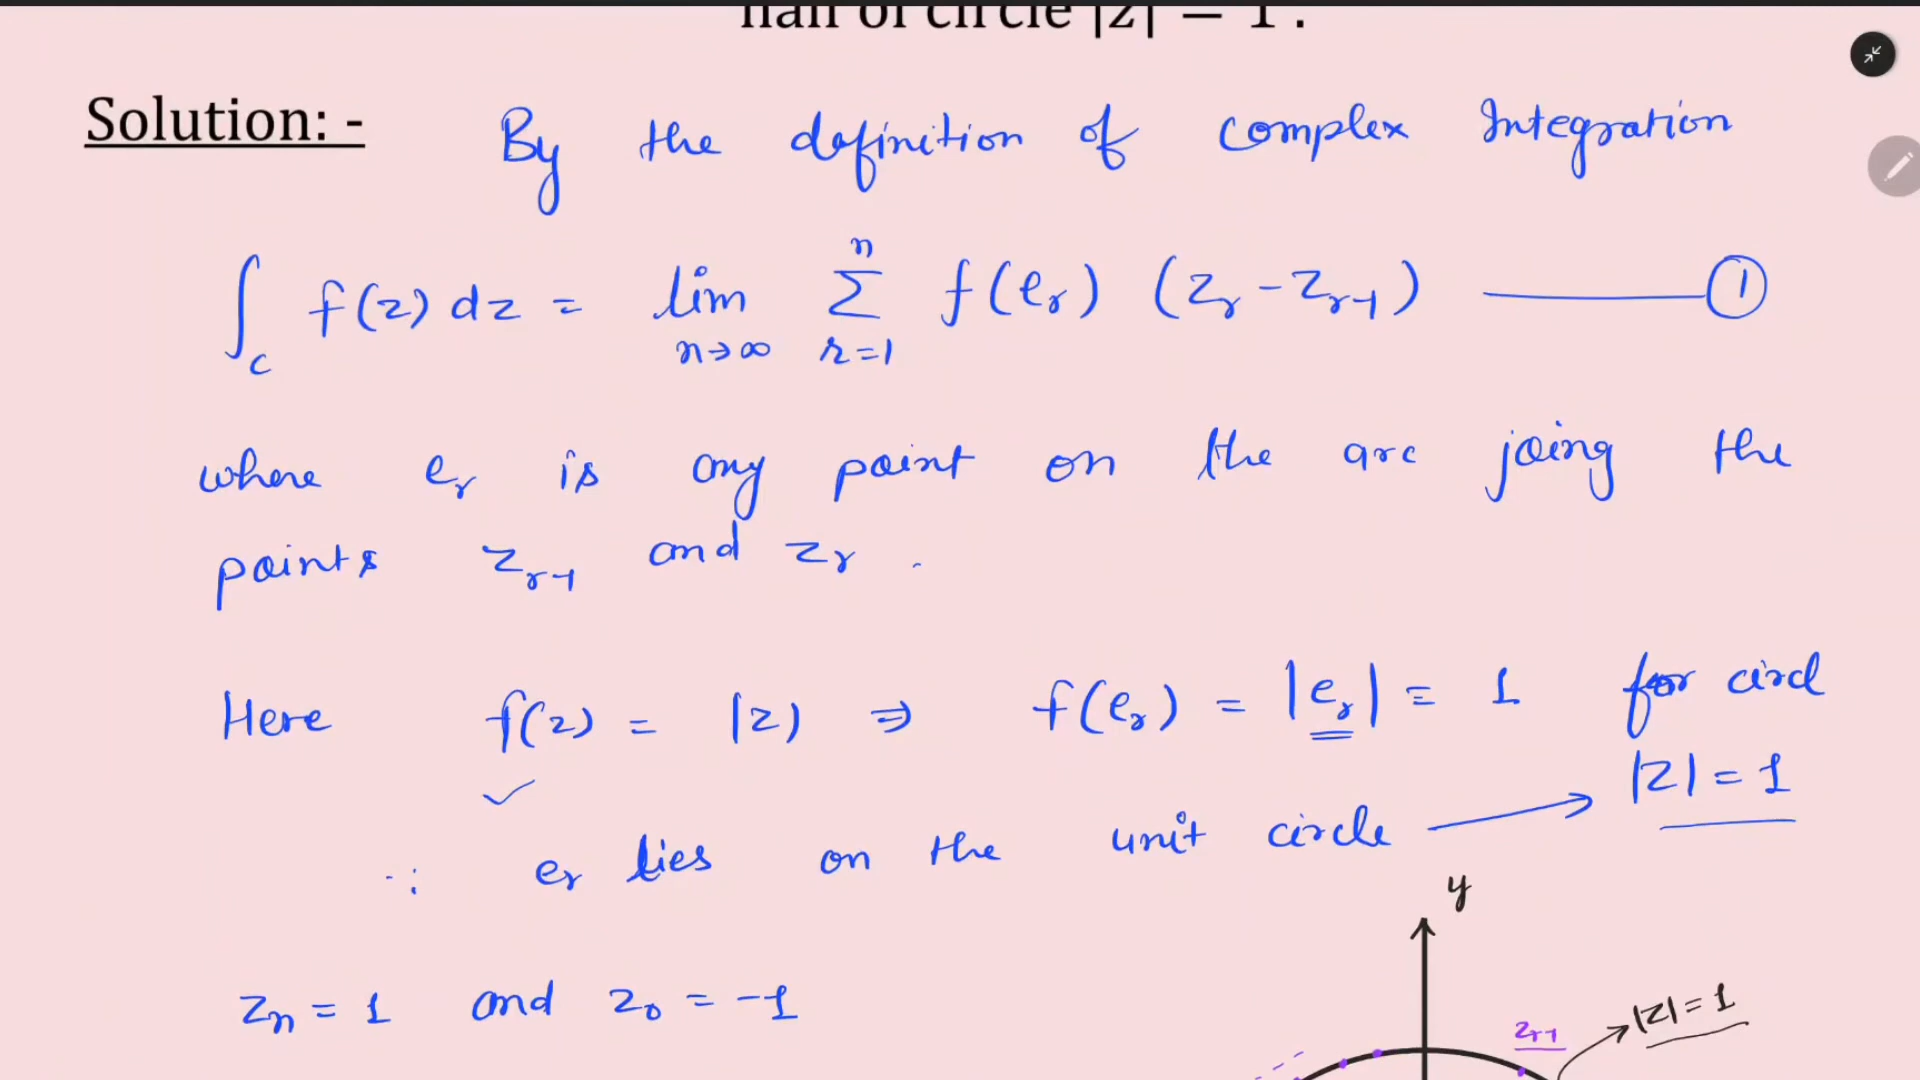 half of circle |z| = 1 .
Solution: - By the definition of complex Integration
∫_C f(z) dz = lim_{n→∞} Σ_{r=1}^{n} f(e_r) (z_r - z_{r-1}) ——— ①
where e_r is any point on the arc joing the
points z_{r-1} and z_r .
Here f(z) = |z| ⇒ f(e_r) = |e_r| = 1 for circl
|z| = 1
∵ e_r lies on the unit circle →
y
z_n = 1 and z_0 = -1
|z| = 1
z_{r-1}